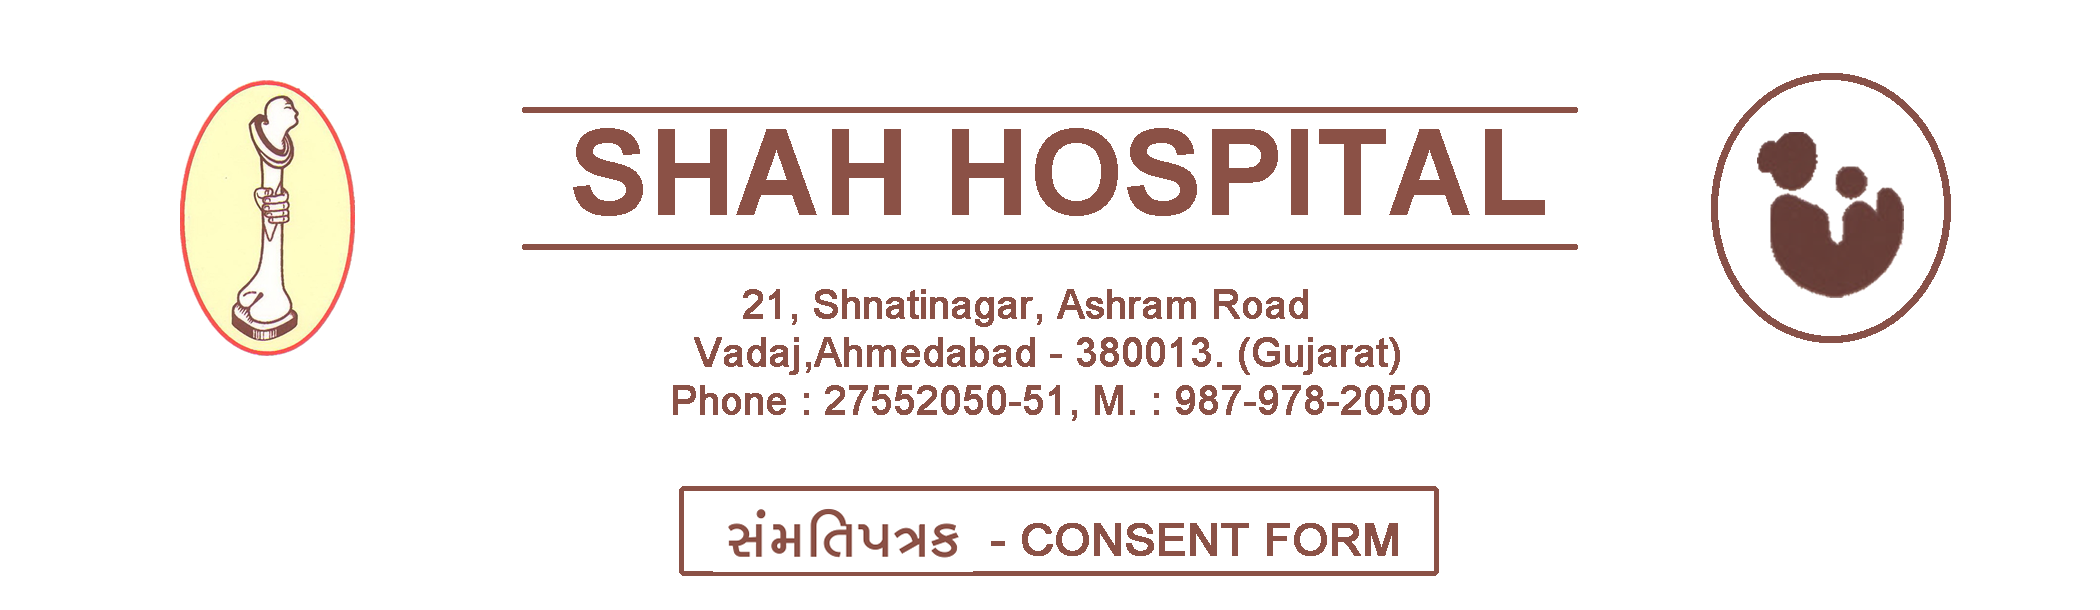 SHAH HOSPITAL
21, Shnatinagar, Ashram Road
Vadaj,Ahmedabad - 380013. (Gujarat)
Phone : 27552050-51, M. : 987-978-2050
સંમતિપત્રક - CONSENT FORM